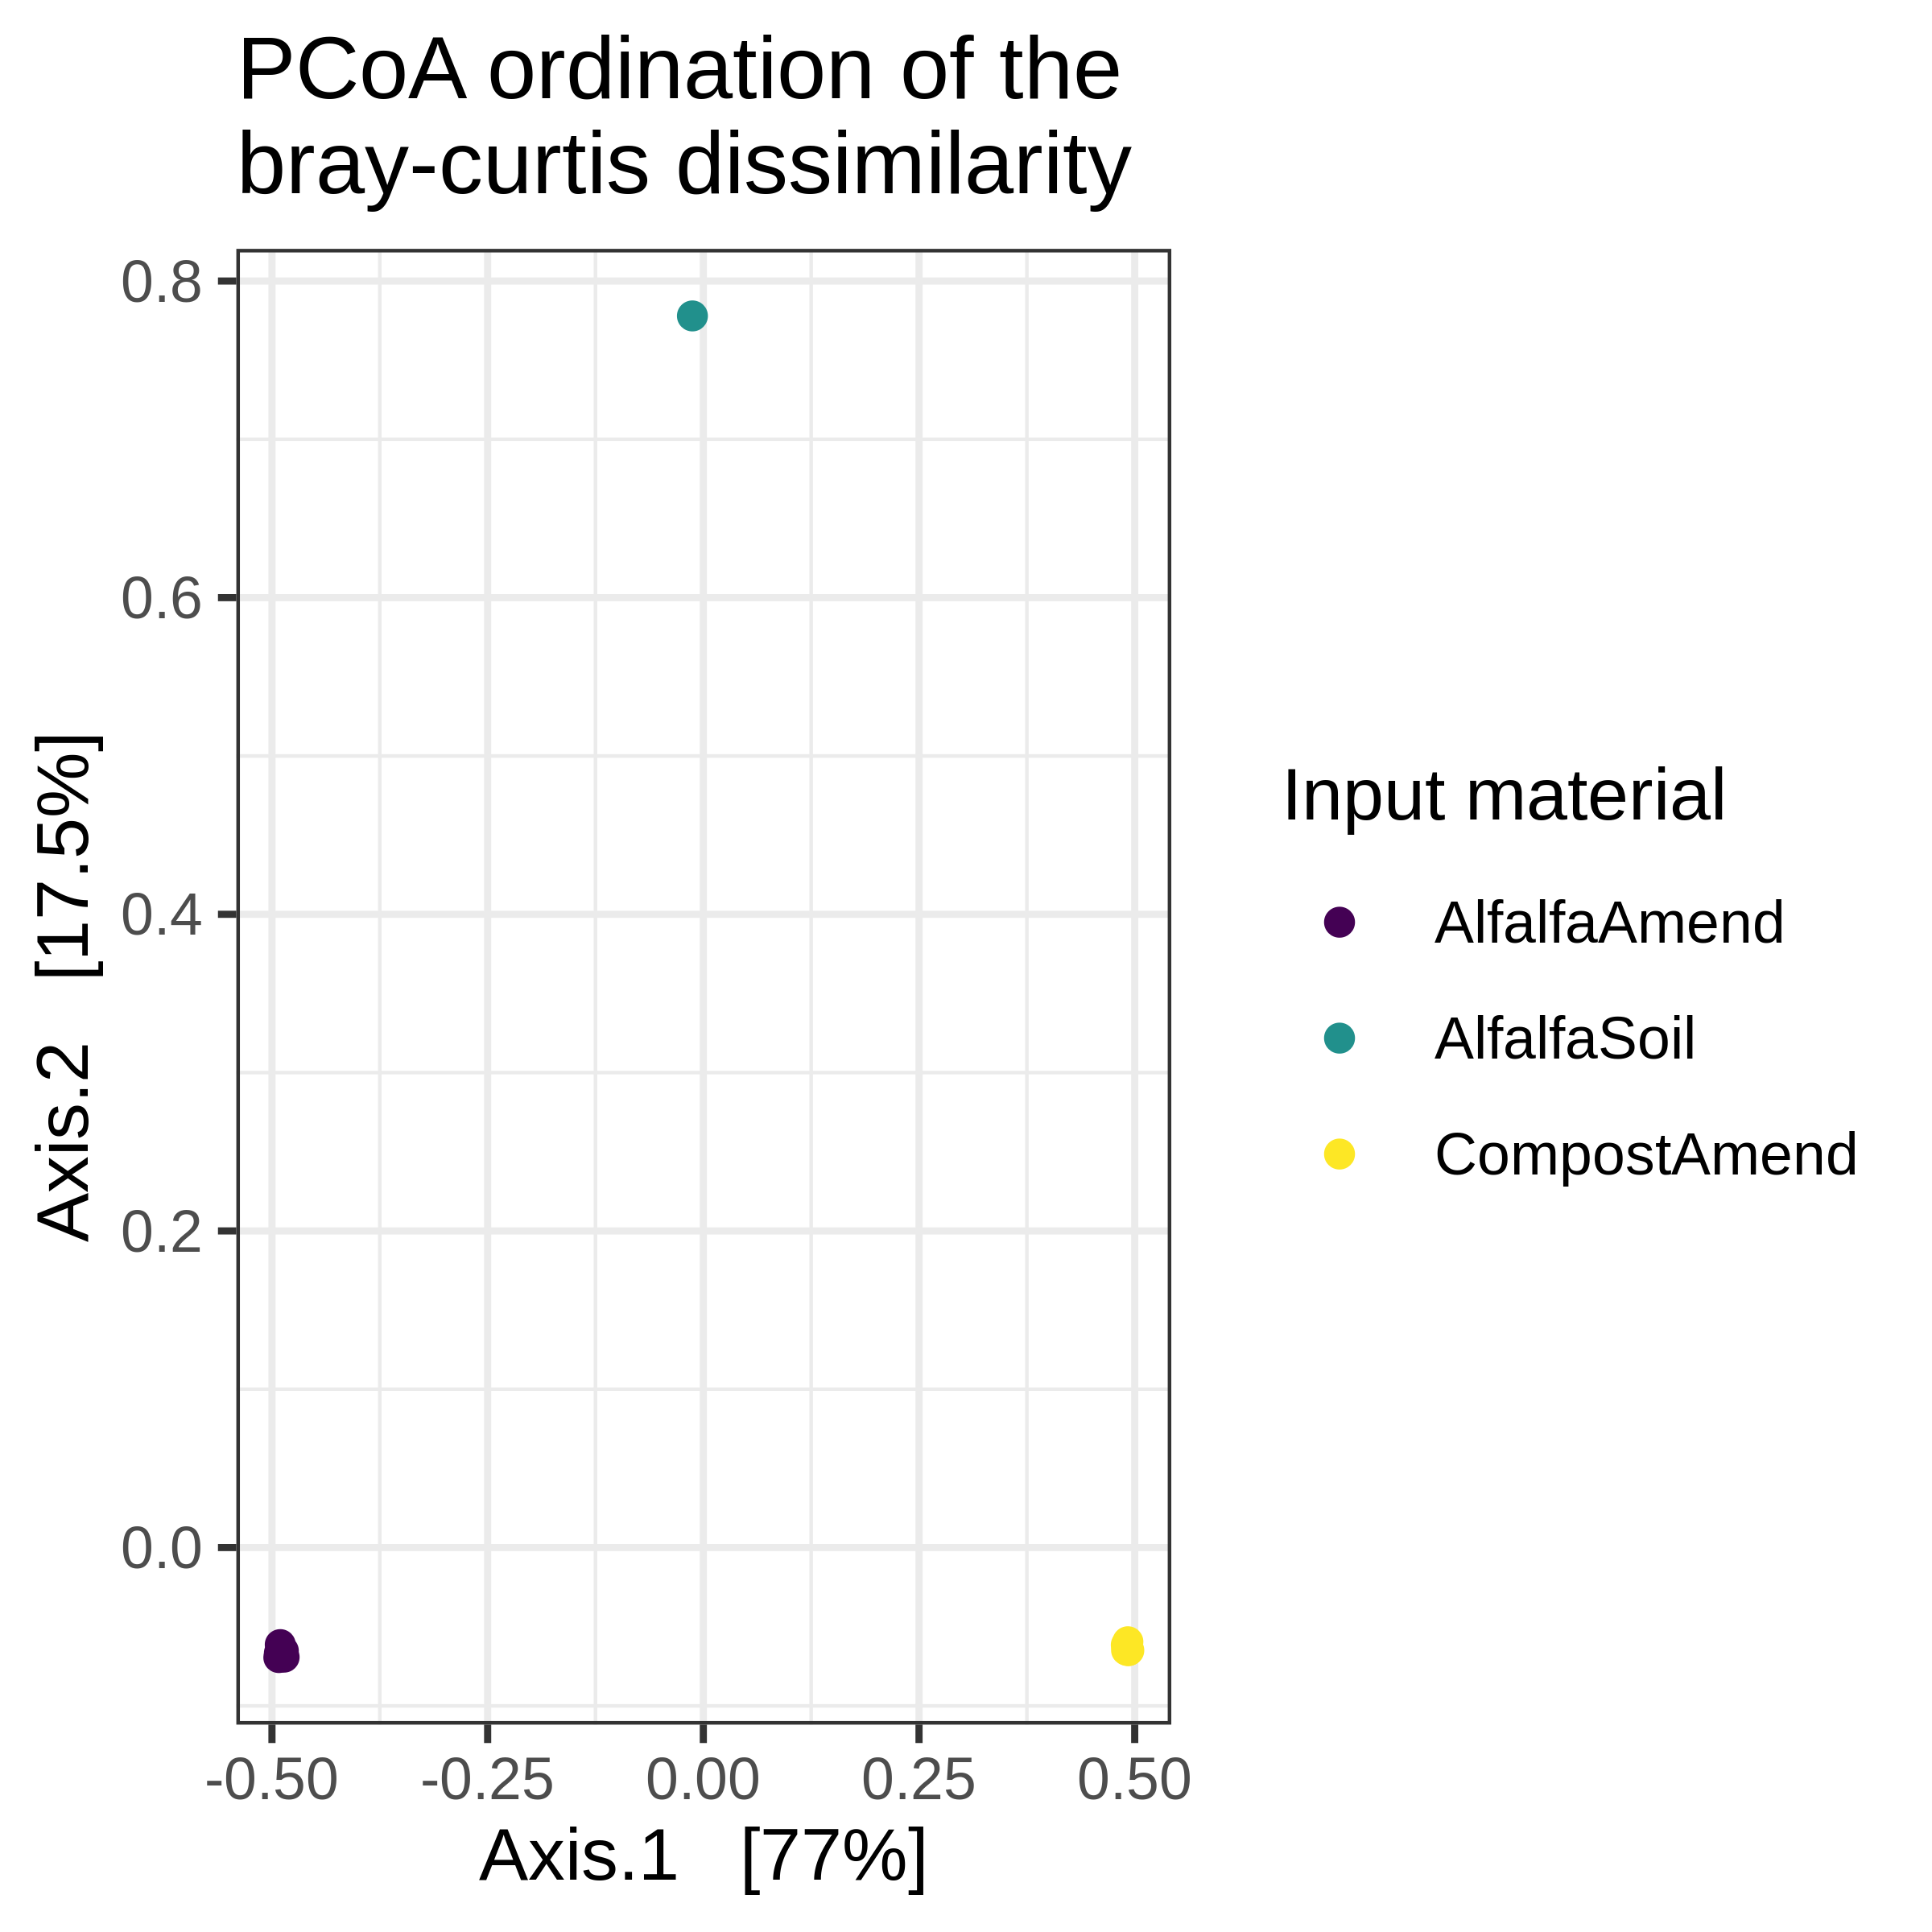 PCoA ordination of the
bray-curtis dissimilarity
Axis.2   [17.5%]
0.8
0.6
0.4
0.2
0.0
-0.50
-0.25
0.00
0.25
0.50
Axis.1   [77%]
Input material
AlfalfaAmend
AlfalfaSoil
CompostAmend